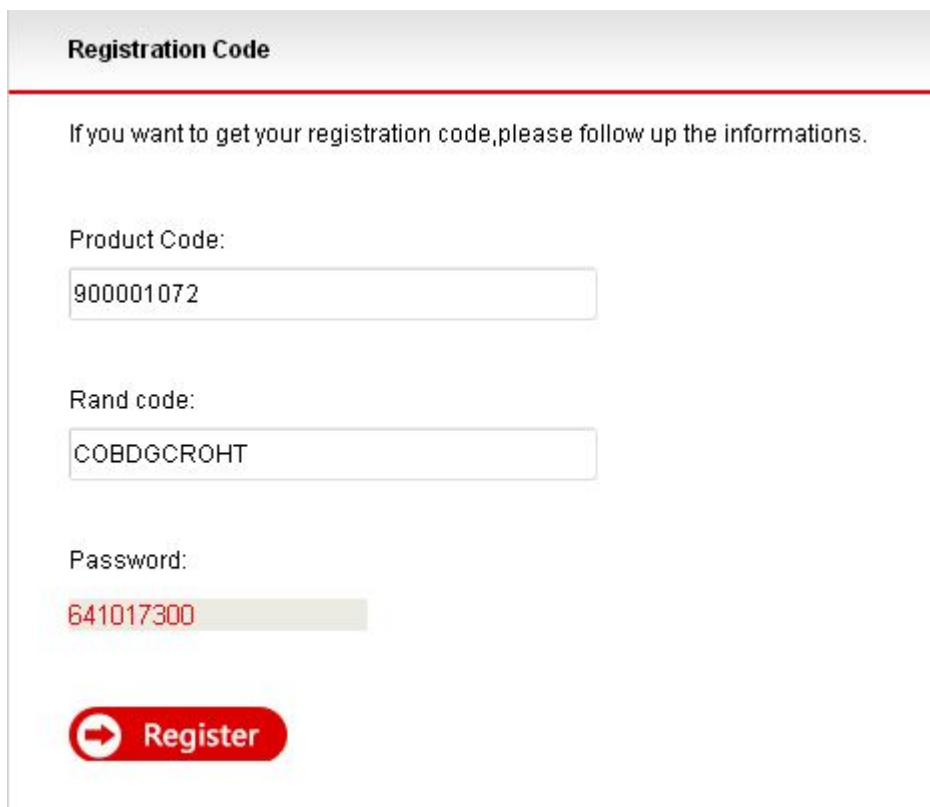 Registration Code
If you want to get your registration code,please follow up the informations.
Product Code:
900001072
Rand code:
COBDGCROHT
Password:
641017300
Register